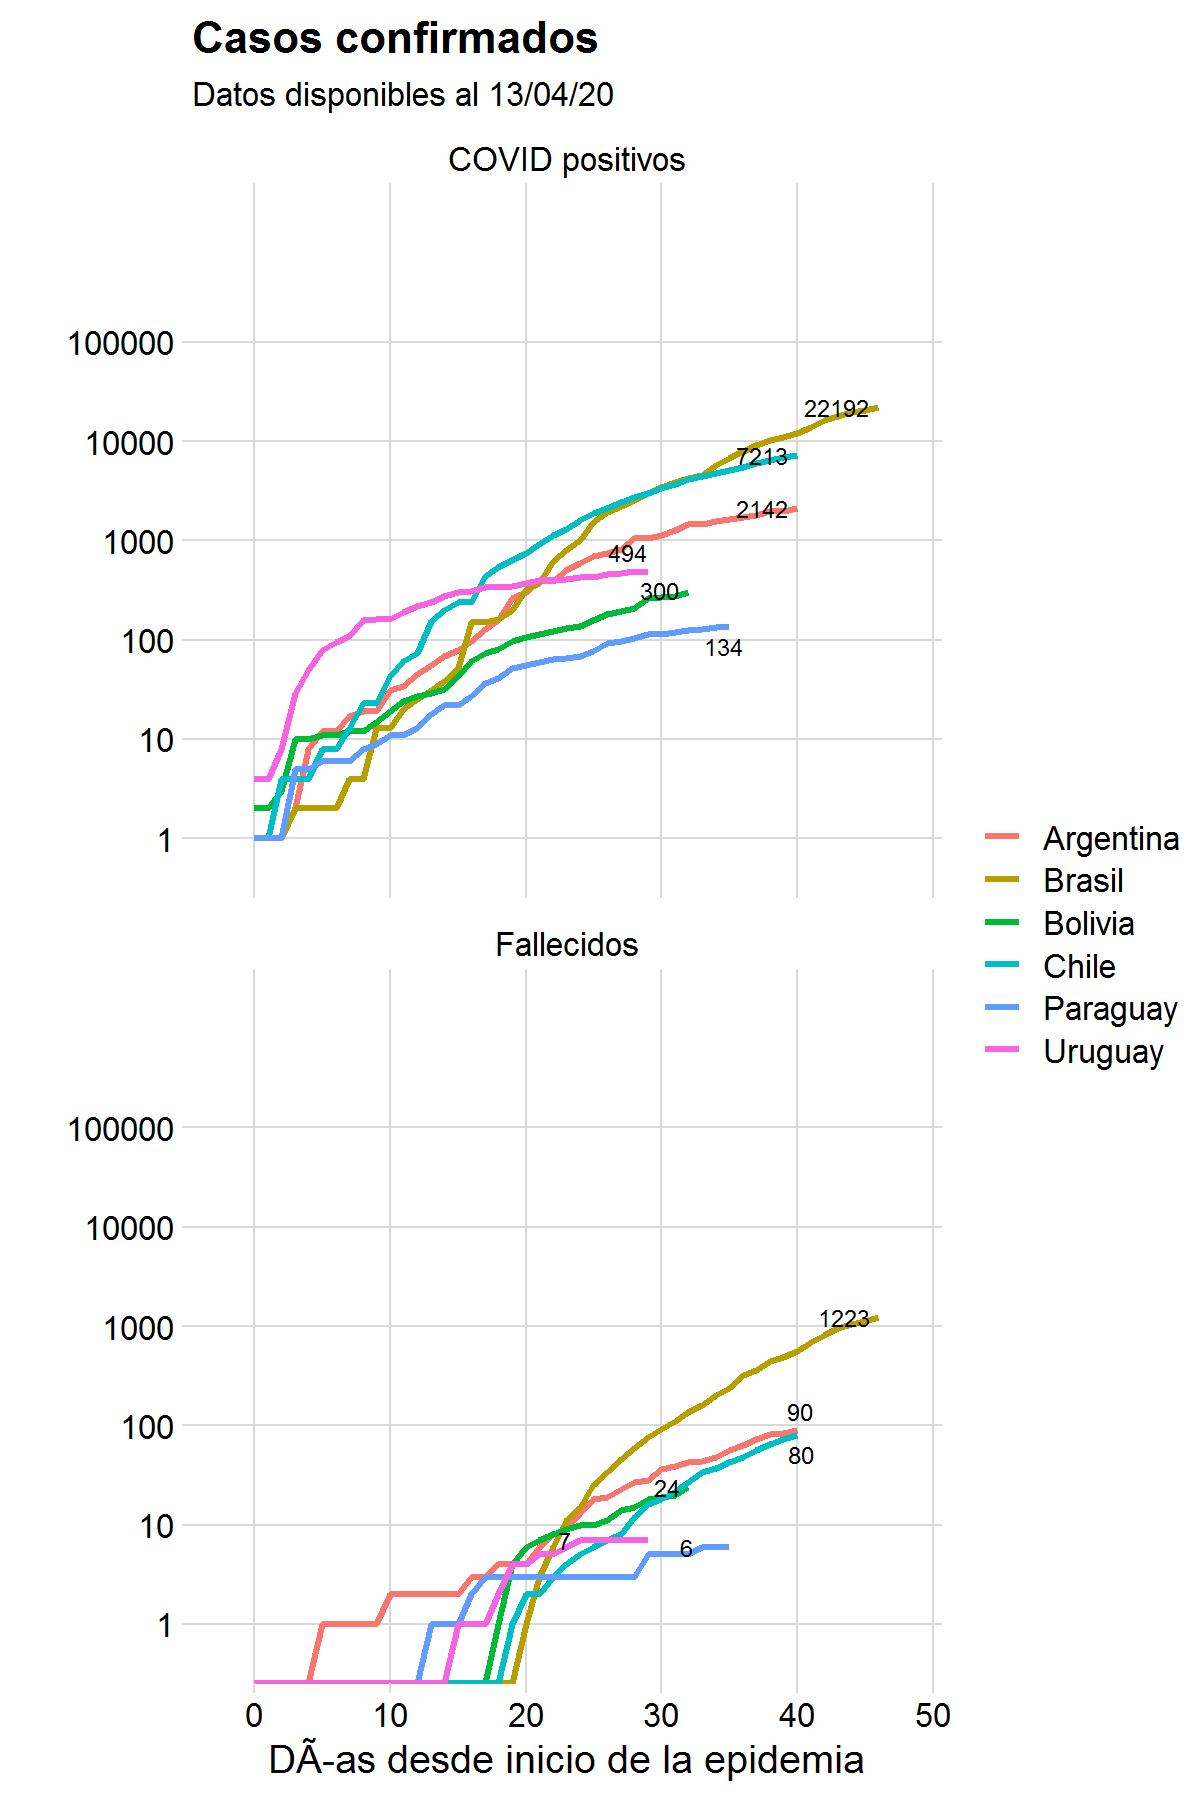 Casos confirmados
Datos disponibles al 13/04/20
COVID positivos
100000
10000
1000
100
10
1
22192
7213
2142
494
300
134
Argentina
Brasil
Bolivia
Chile
Paraguay
Uruguay
Fallecidos
100000
10000
1000
100
10
1
1223
90
80
24
7
6
0 10 20 30 40 50
DÃ-as desde inicio de la epidemia